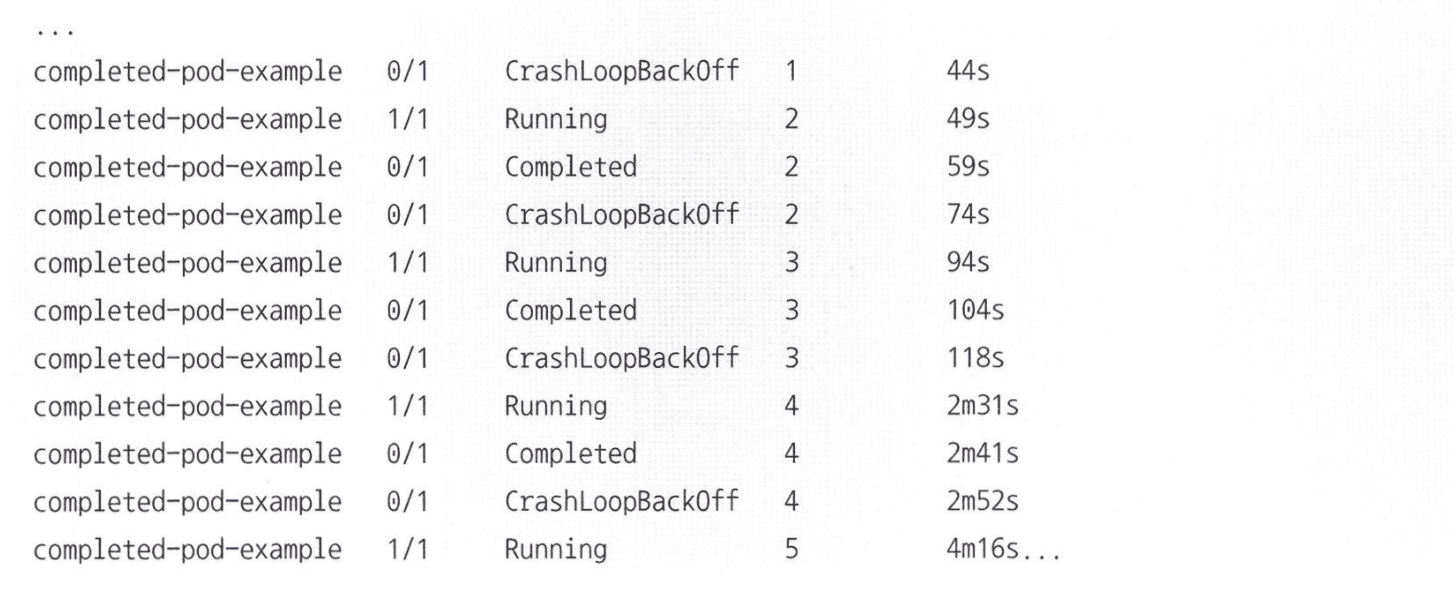 ...
completed-pod-example 0/1 CrashLoopBackOff 1 44s
completed-pod-example 1/1 Running 2 49s
completed-pod-example 0/1 Completed 2 59s
completed-pod-example 0/1 CrashLoopBackOff 2 74s
completed-pod-example 1/1 Running 3 94s
completed-pod-example 0/1 Completed 3 104s
completed-pod-example 0/1 CrashLoopBackOff 3 118s
completed-pod-example 1/1 Running 4 2m31s
completed-pod-example 0/1 Completed 4 2m41s
completed-pod-example 0/1 CrashLoopBackOff 4 2m52s
completed-pod-example 1/1 Running 5 4m16s...